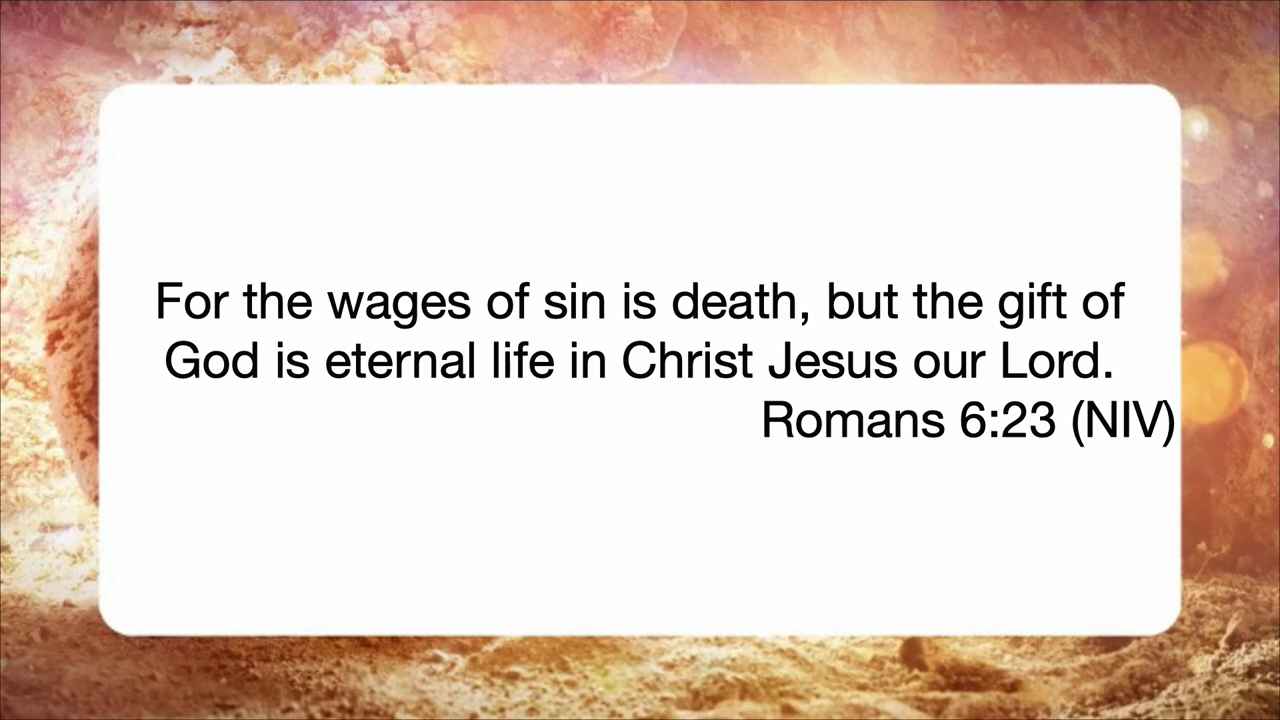 For the wages of sin is death, but the gift of
God is eternal life in Christ Jesus our Lord.
Romans 6:23 (NIV)